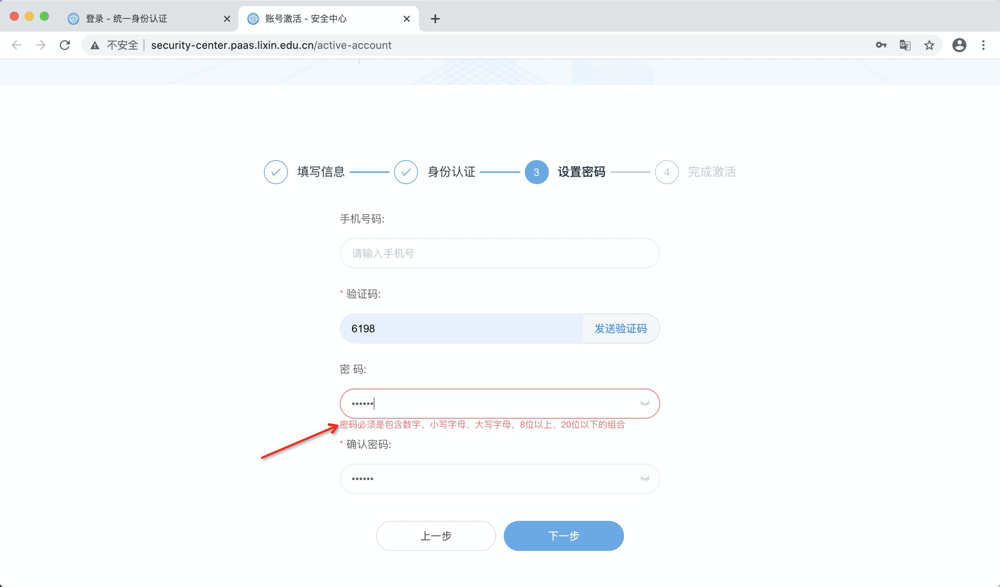 登录 - 统一身份认证
账号激活 - 安全中心
不安全 security-center.paas.lixin.edu.cn/active-account
填写信息 身份认证 3 设置密码 4 完成激活
手机号码:
请输入手机号
* 验证码:
6198 发送验证码
密 码:
••••••
密码必须是包含数字、小写字母、大写字母，8位以上、20位以下的组合
* 确认密码:
••••••
上一步 下一步